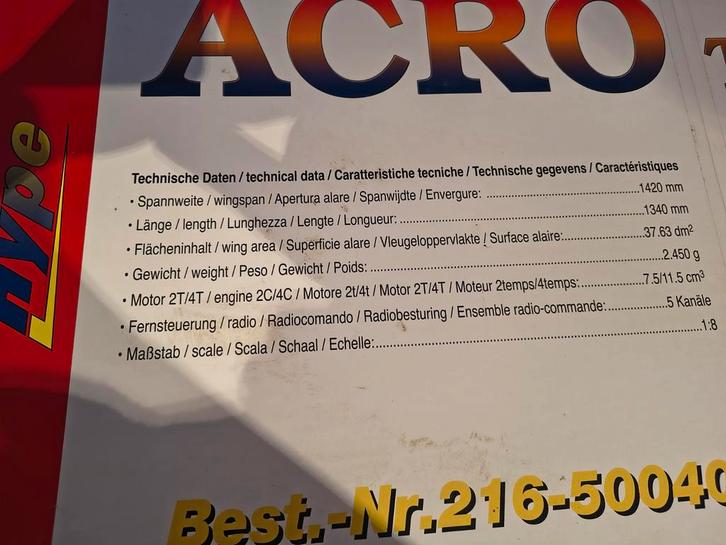 ACRO
hype
Technische Daten / technical data / Caratteristiche tecniche / Technische gegevens / Caractéristiques
• Spannweite / wingspan / Apertura alare / Spanwijdte / Envergure: ................................1420 mm
• Länge / length / Lunghezza / Lengte / Longueur: ................................1340 mm
• Flächeninhalt / wing area / Superficie alare / Vleugeloppervlakte / Surface alaire:................37.63 dm²
• Gewicht / weight / Peso / Gewicht / Poids: ................................2.450 g
• Motor 2T/4T / engine 2C/4C / Motore 2t/4t / Motor 2T/4T / Moteur 2temps/4temps:............7.5/11.5 cm³
• Fernsteuerung / radio / Radiocomando / Radiobesturing / Ensemble radio-commande:............5 Kanäle
• Maßstab / scale / Scala / Schaal / Echelle:................................1:8
Best.-Nr.216-50040